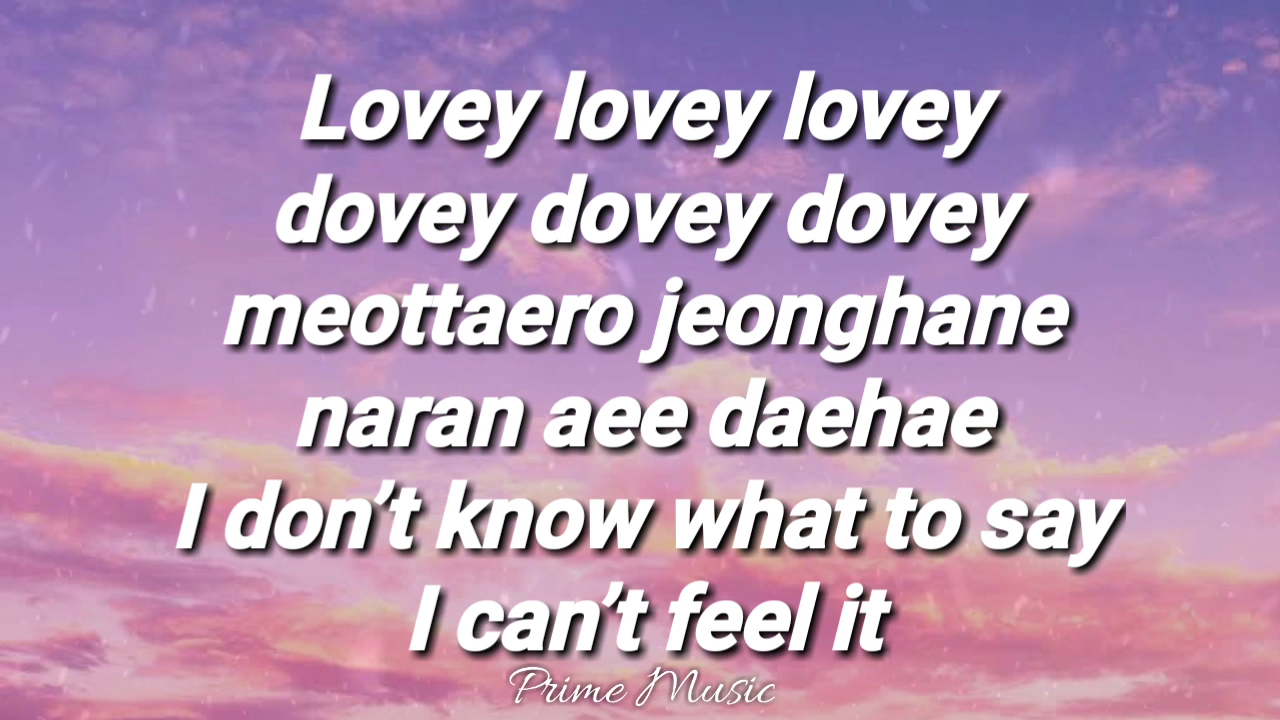 Lovey lovey lovey
dovey dovey dovey
meottaero jeonghane
naran aee daehae
I don’t know what to say
I can’t feel it
Prime Music